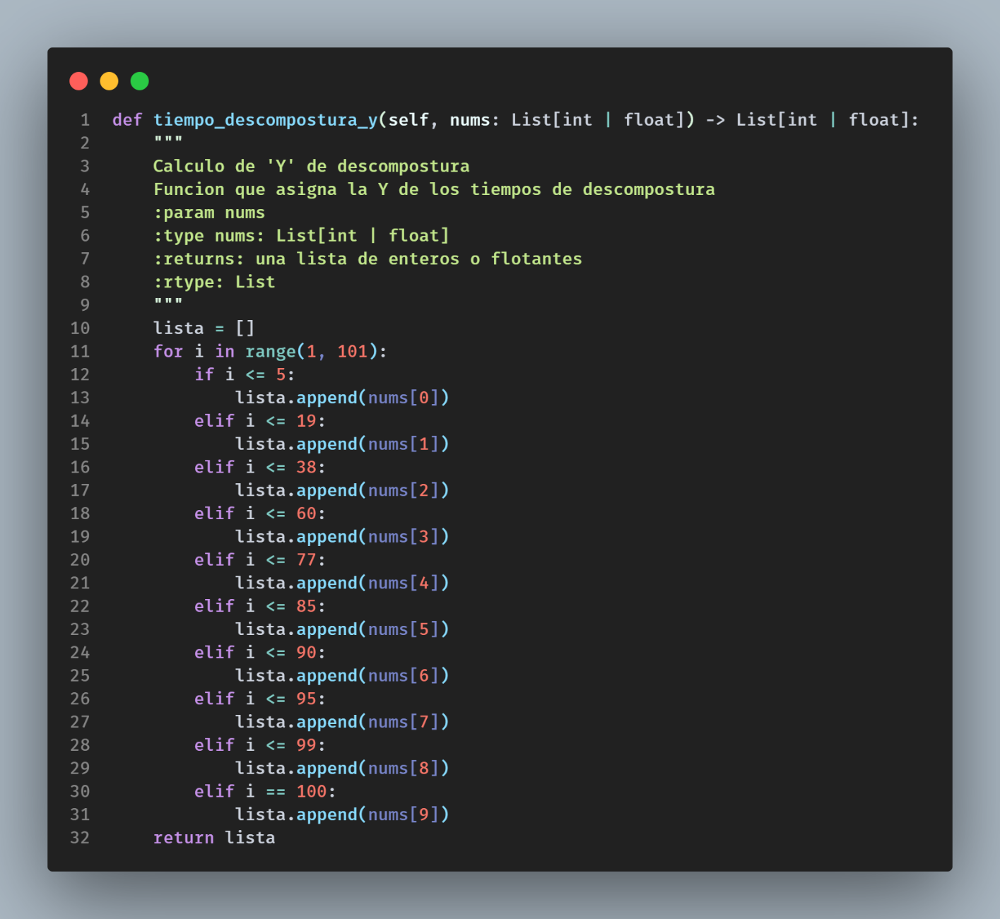 1 def tiempo_descompostura_y(self, nums: List[int | float]) -> List[int | float]:
2     """
3     Calculo de 'Y' de descompostura
4     Funcion que asigna la Y de los tiempos de descompostura
5     :param nums
6     :type nums: List[int | float]
7     :returns: una lista de enteros o flotantes
8     :rtype: List
9     """
10     lista = []
11     for i in range(1, 101):
12         if i <= 5:
13             lista.append(nums[0])
14         elif i <= 19:
15             lista.append(nums[1])
16         elif i <= 38:
17             lista.append(nums[2])
18         elif i <= 60:
19             lista.append(nums[3])
20         elif i <= 77:
21             lista.append(nums[4])
22         elif i <= 85:
23             lista.append(nums[5])
24         elif i <= 90:
25             lista.append(nums[6])
26         elif i <= 95:
27             lista.append(nums[7])
28         elif i <= 99:
29             lista.append(nums[8])
30         elif i == 100:
31             lista.append(nums[9])
32     return lista